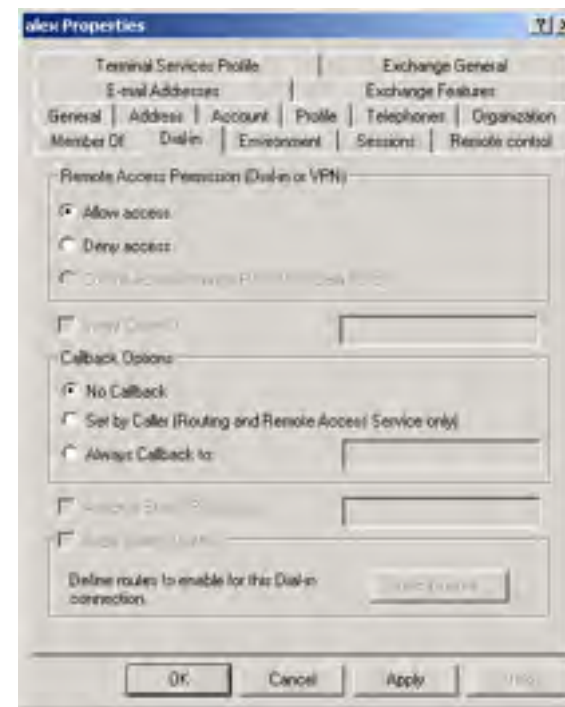 alex Properties
Terminal Services Profile Exchange General
E-mail Addresses Exchange Features
General Address Account Profile Telephones Organization
Member Of Dial-in Environment Sessions Remote control
Remote Access Permission (Dial-in or VPN)
Allow access
Deny access
Callback Options
No Callback
Set by Caller (Routing and Remote Access Service only)
Always Callback to:
Define routes to enable for this Dial-in
connection.
OK Cancel Apply